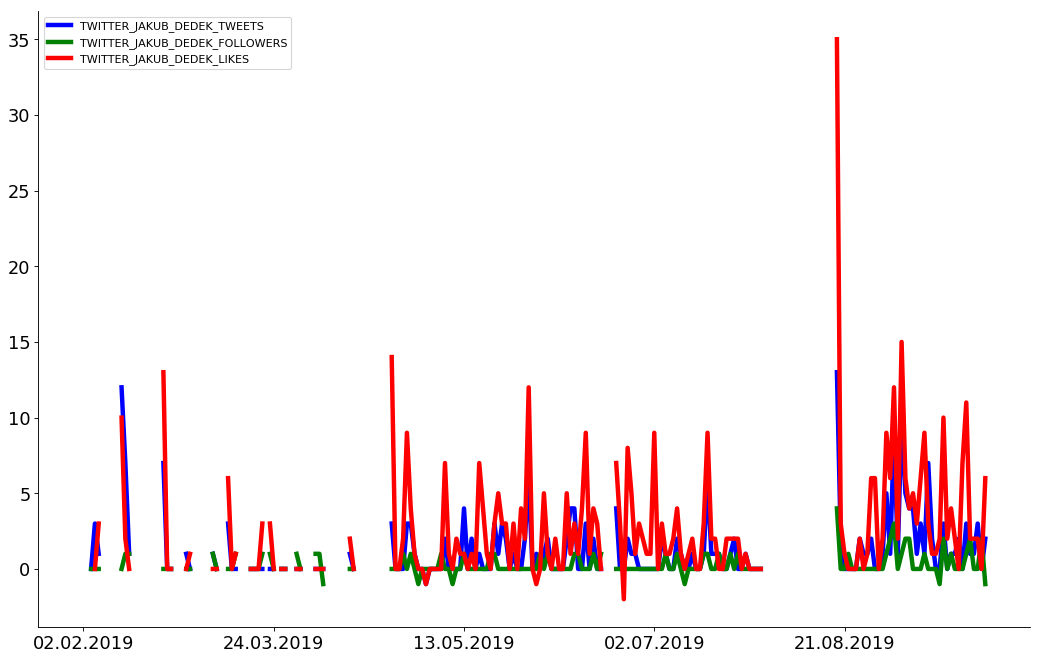 TWITTER_JAKUB_DEDEK_TWEETS
TWITTER_JAKUB_DEDEK_FOLLOWERS
TWITTER_JAKUB_DEDEK_LIKES
35
30
25
20
15
10
5
0
02.02.2019 24.03.2019 13.05.2019 02.07.2019 21.08.2019